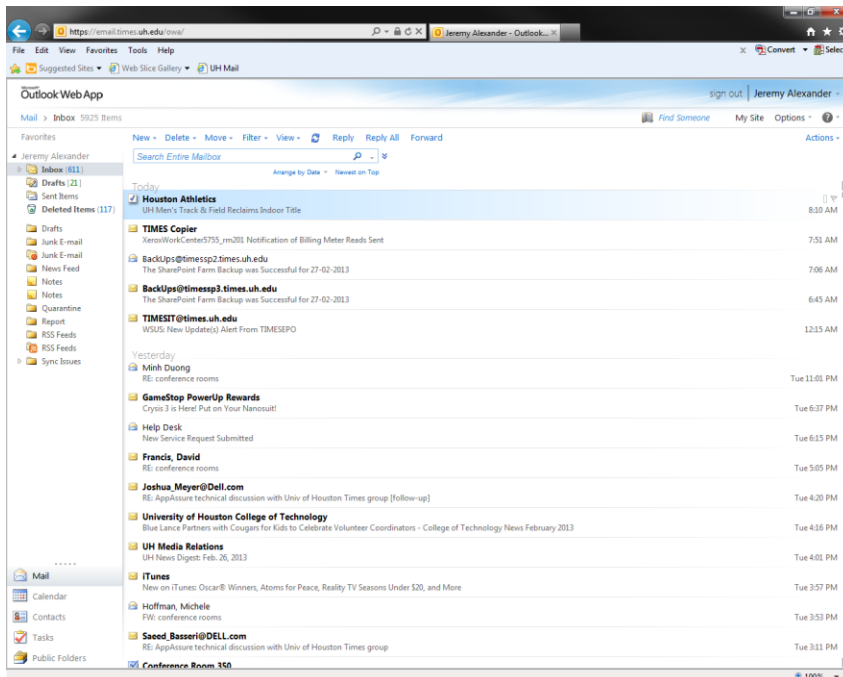 https://email.times.uh.edu/owa/
Jeremy Alexander - Outlook...
File Edit View Favorites Tools Help
Convert
Suggested Sites Web Slice Gallery UH Mail
Microsoft
Outlook Web App
sign out Jeremy Alexander
Mail > Inbox 5925 Items
Find Someone My Site Options
Favorites
New Delete Move Filter View Reply Reply All Forward
Actions
Jeremy Alexander
Search Entire Mailbox
Inbox (611)
Arrange by Date Newest on Top
Drafts [21]
Sent Items
Deleted Items (117)
Drafts
Junk E-mail
Junk E-mail
News Feed
Notes
Notes
Quarantine
Report
RSS Feeds
RSS Feeds
Sync Issues
Today
Houston Athletics
UH Men's Track & Field Reclaims Indoor Title 8:10 AM
TIMES Copier
XeroxWorkCenter5755_rm201 Notification of Billing Meter Reads Sent 7:51 AM
BackUps@timessp2.times.uh.edu
The SharePoint Farm Backup was Successful for 27-02-2013 7:06 AM
BackUps@timessp3.times.uh.edu
The SharePoint Farm Backup was Successful for 27-02-2013 6:45 AM
TIMESIT@times.uh.edu
WSUS: New Update(s) Alert From TIMESEPO 12:15 AM
Yesterday
Minh Duong
RE: conference rooms Tue 11:01 PM
GameStop PowerUp Rewards
Crysis 3 is Here! Put on Your Nanosuit! Tue 6:37 PM
Help Desk
New Service Request Submitted Tue 6:15 PM
Francis, David
RE: conference rooms Tue 5:05 PM
Joshua_Meyer@Dell.com
RE: AppAssure technical discussion with Univ of Houston Times group [follow-up] Tue 4:20 PM
University of Houston College of Technology
Blue Lance Partners with Cougars for Kids to Celebrate Volunteer Coordinators - College of Technology News February 2013 Tue 4:16 PM
UH Media Relations
UH News Digest: Feb. 26, 2013 Tue 4:01 PM
iTunes
New on iTunes: Oscar® Winners, Atoms for Peace, Reality TV Seasons Under $20, and More Tue 3:57 PM
Hoffman, Michele
FW: conference rooms Tue 3:53 PM
Saeed_Basseri@DELL.com
RE: AppAssure technical discussion with Univ of Houston Times group Tue 3:11 PM
Conference Room 350
Mail
Calendar
Contacts
Tasks
Public Folders
100%